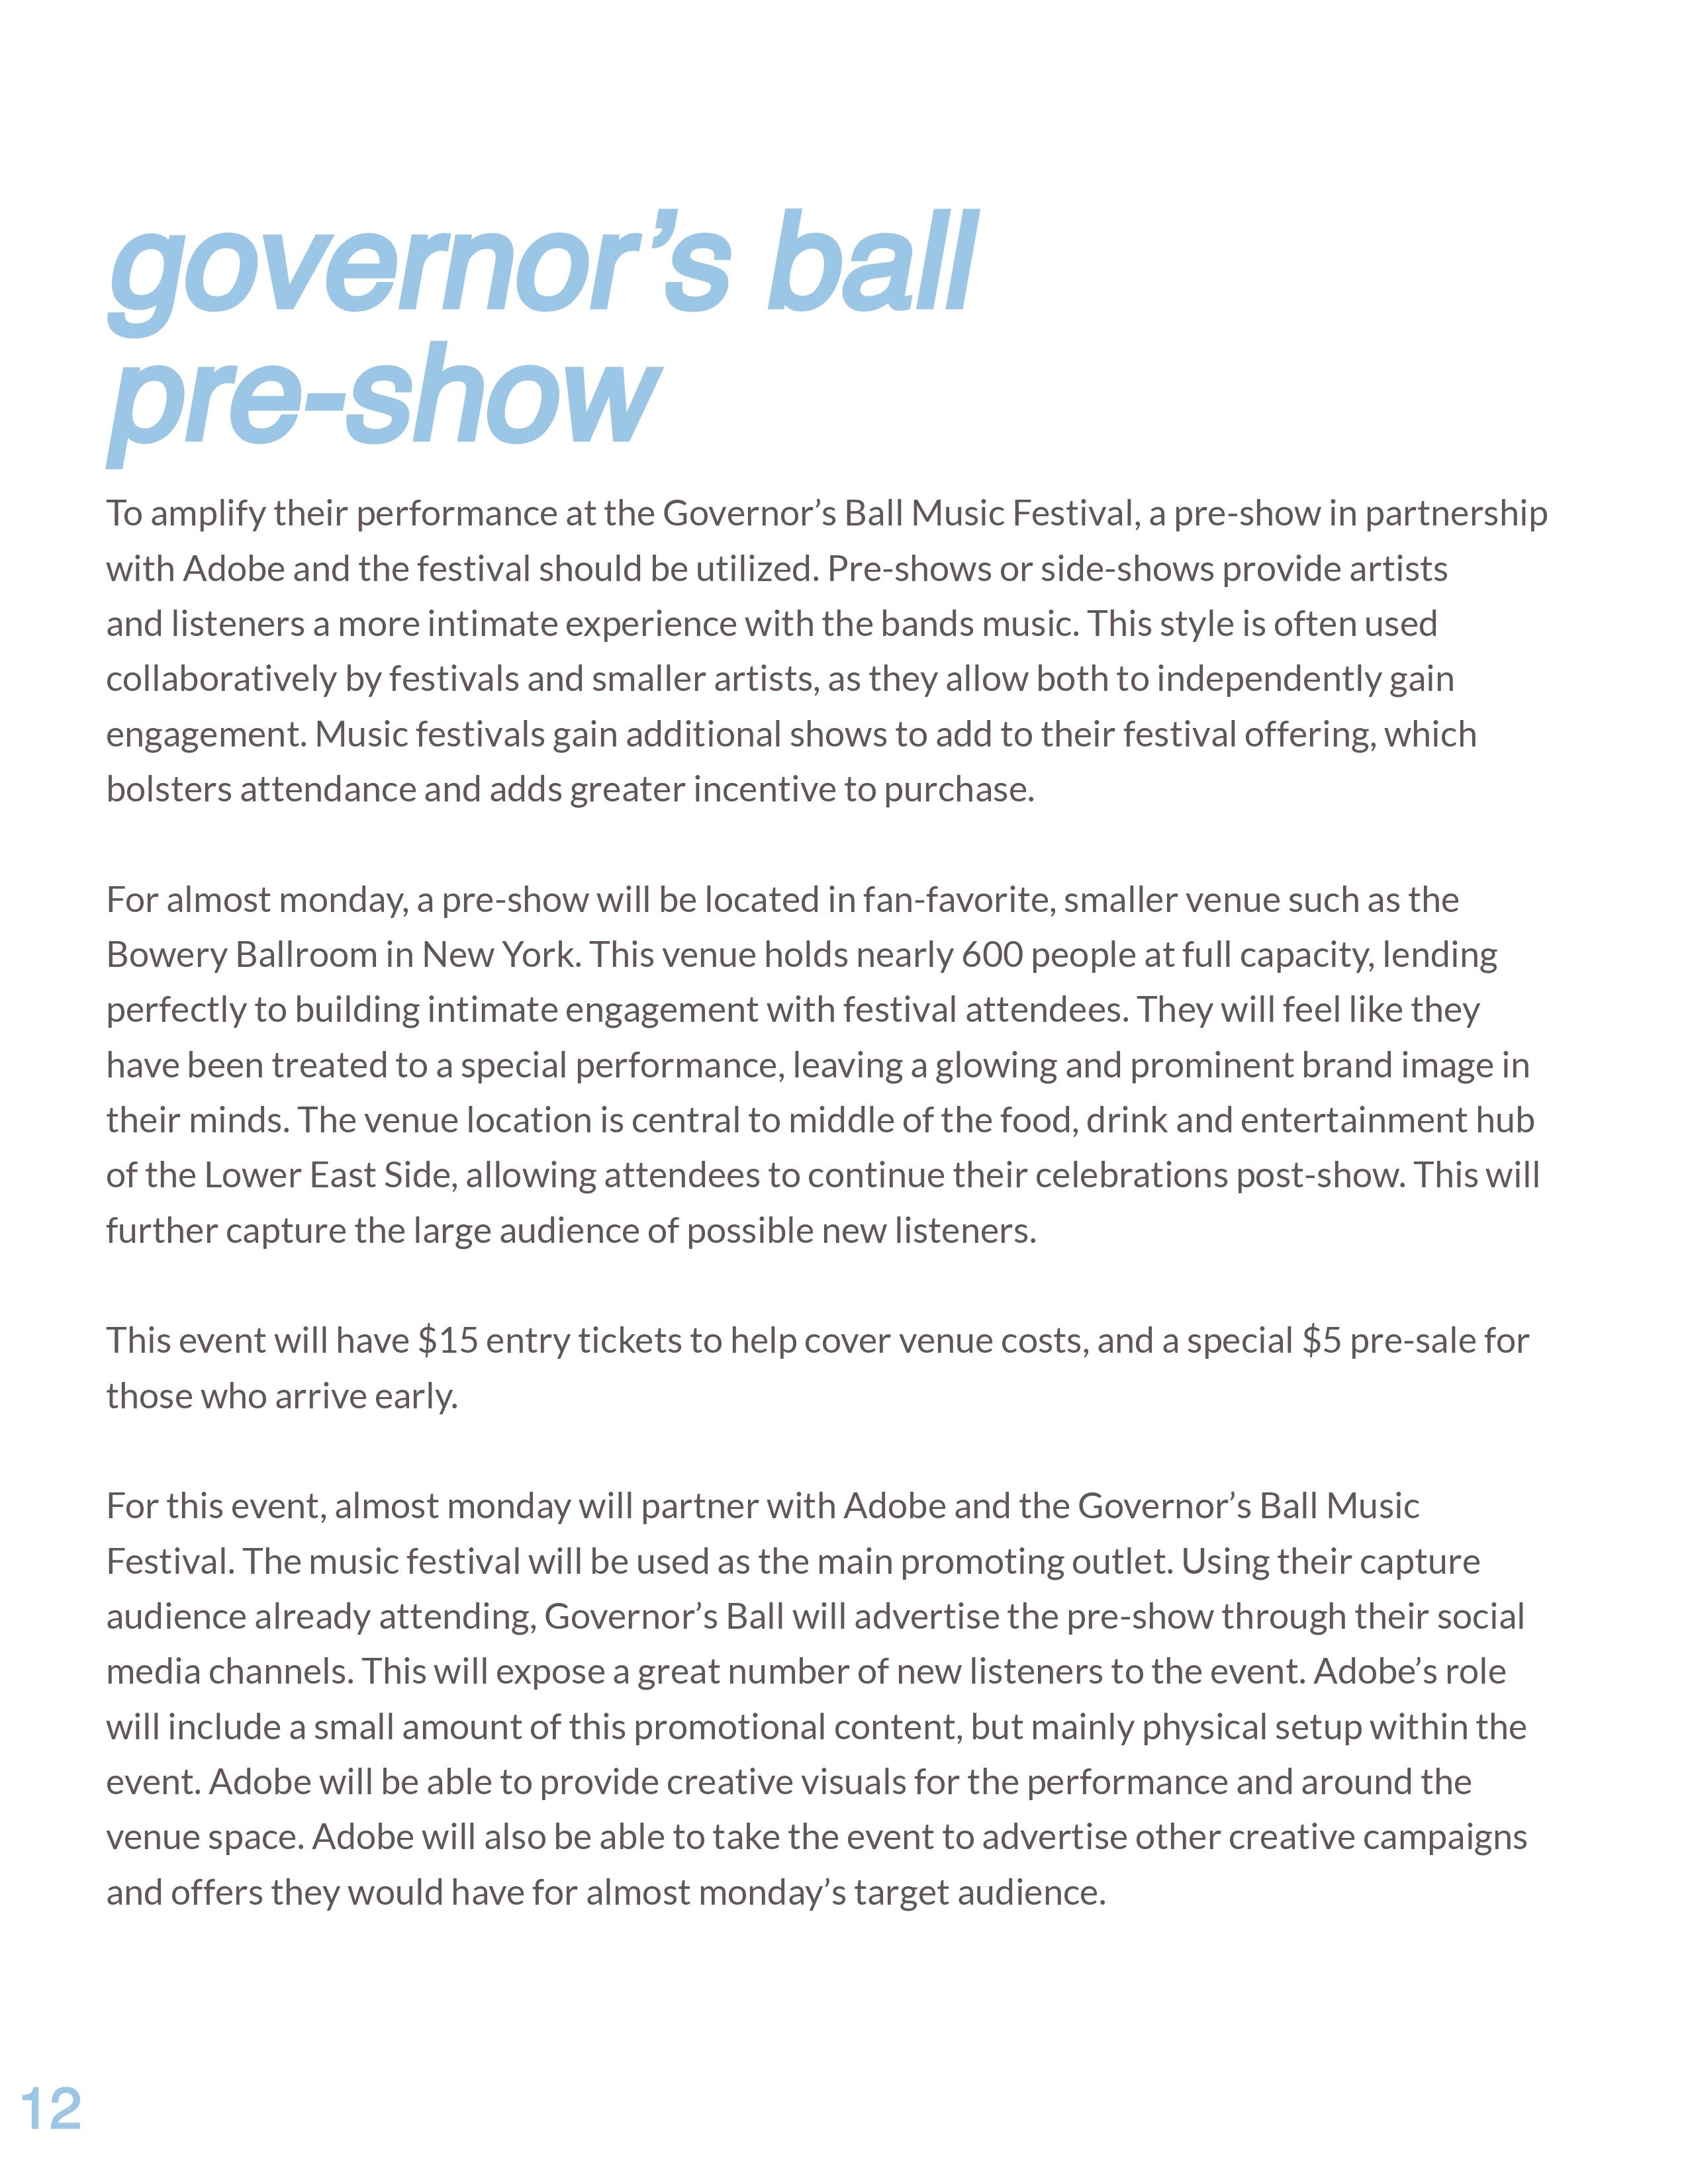 governor’s ball
pre-show
To amplify their performance at the Governor’s Ball Music Festival, a pre-show in partnership
with Adobe and the festival should be utilized. Pre-shows or side-shows provide artists
and listeners a more intimate experience with the bands music. This style is often used
collaboratively by festivals and smaller artists, as they allow both to independently gain
engagement. Music festivals gain additional shows to add to their festival offering, which
bolsters attendance and adds greater incentive to purchase.
For almost monday, a pre-show will be located in fan-favorite, smaller venue such as the
Bowery Ballroom in New York. This venue holds nearly 600 people at full capacity, lending
perfectly to building intimate engagement with festival attendees. They will feel like they
have been treated to a special performance, leaving a glowing and prominent brand image in
their minds. The venue location is central to middle of the food, drink and entertainment hub
of the Lower East Side, allowing attendees to continue their celebrations post-show. This will
further capture the large audience of possible new listeners.
This event will have $15 entry tickets to help cover venue costs, and a special $5 pre-sale for
those who arrive early.
For this event, almost monday will partner with Adobe and the Governor’s Ball Music
Festival. The music festival will be used as the main promoting outlet. Using their capture
audience already attending, Governor’s Ball will advertise the pre-show through their social
media channels. This will expose a great number of new listeners to the event. Adobe’s role
will include a small amount of this promotional content, but mainly physical setup within the
event. Adobe will be able to provide creative visuals for the performance and around the
venue space. Adobe will also be able to take the event to advertise other creative campaigns
and offers they would have for almost monday’s target audience.
12